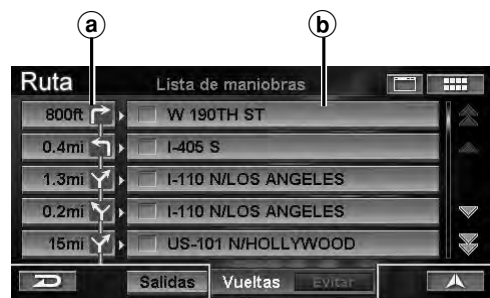 a b
Ruta Lista de maniobras
800ft W 190TH ST
0.4mi I-405 S
1.3mi I-110 N/LOS ANGELES
0.2mi I-110 N/LOS ANGELES
15mi US-101 N/HOLLYWOOD
Salidas Vueltas Evitar